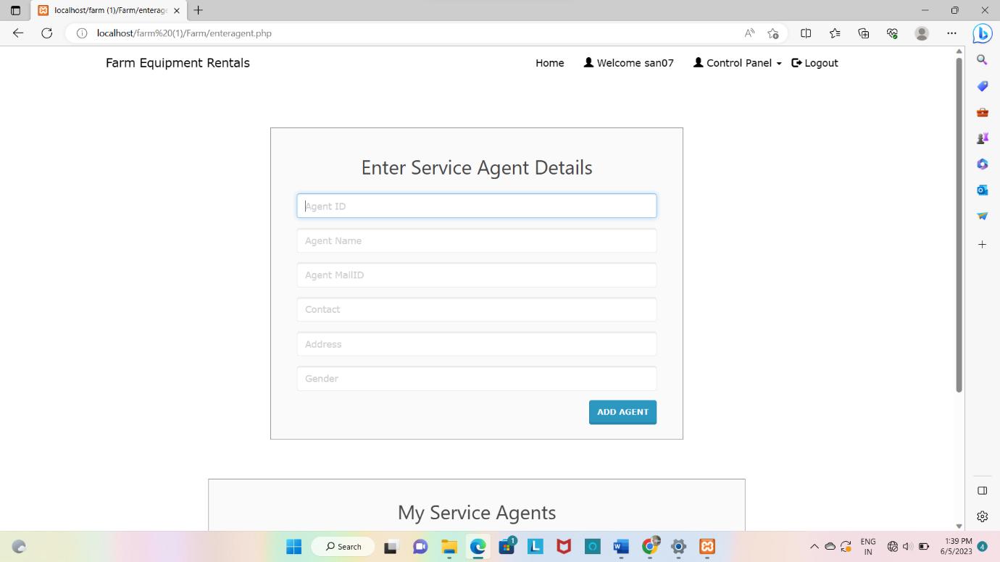 localhost/farm (1)/Farm/enterage
localhost/farm%20(1)/Farm/enteragent.php
Farm Equipment Rentals
Home Welcome san07 Control Panel Logout
Enter Service Agent Details
Agent ID
Agent Name
Agent MailID
Contact
Address
Gender
ADD AGENT
My Service Agents
Search
1
ENG
IN
1:39 PM
6/5/2023
4